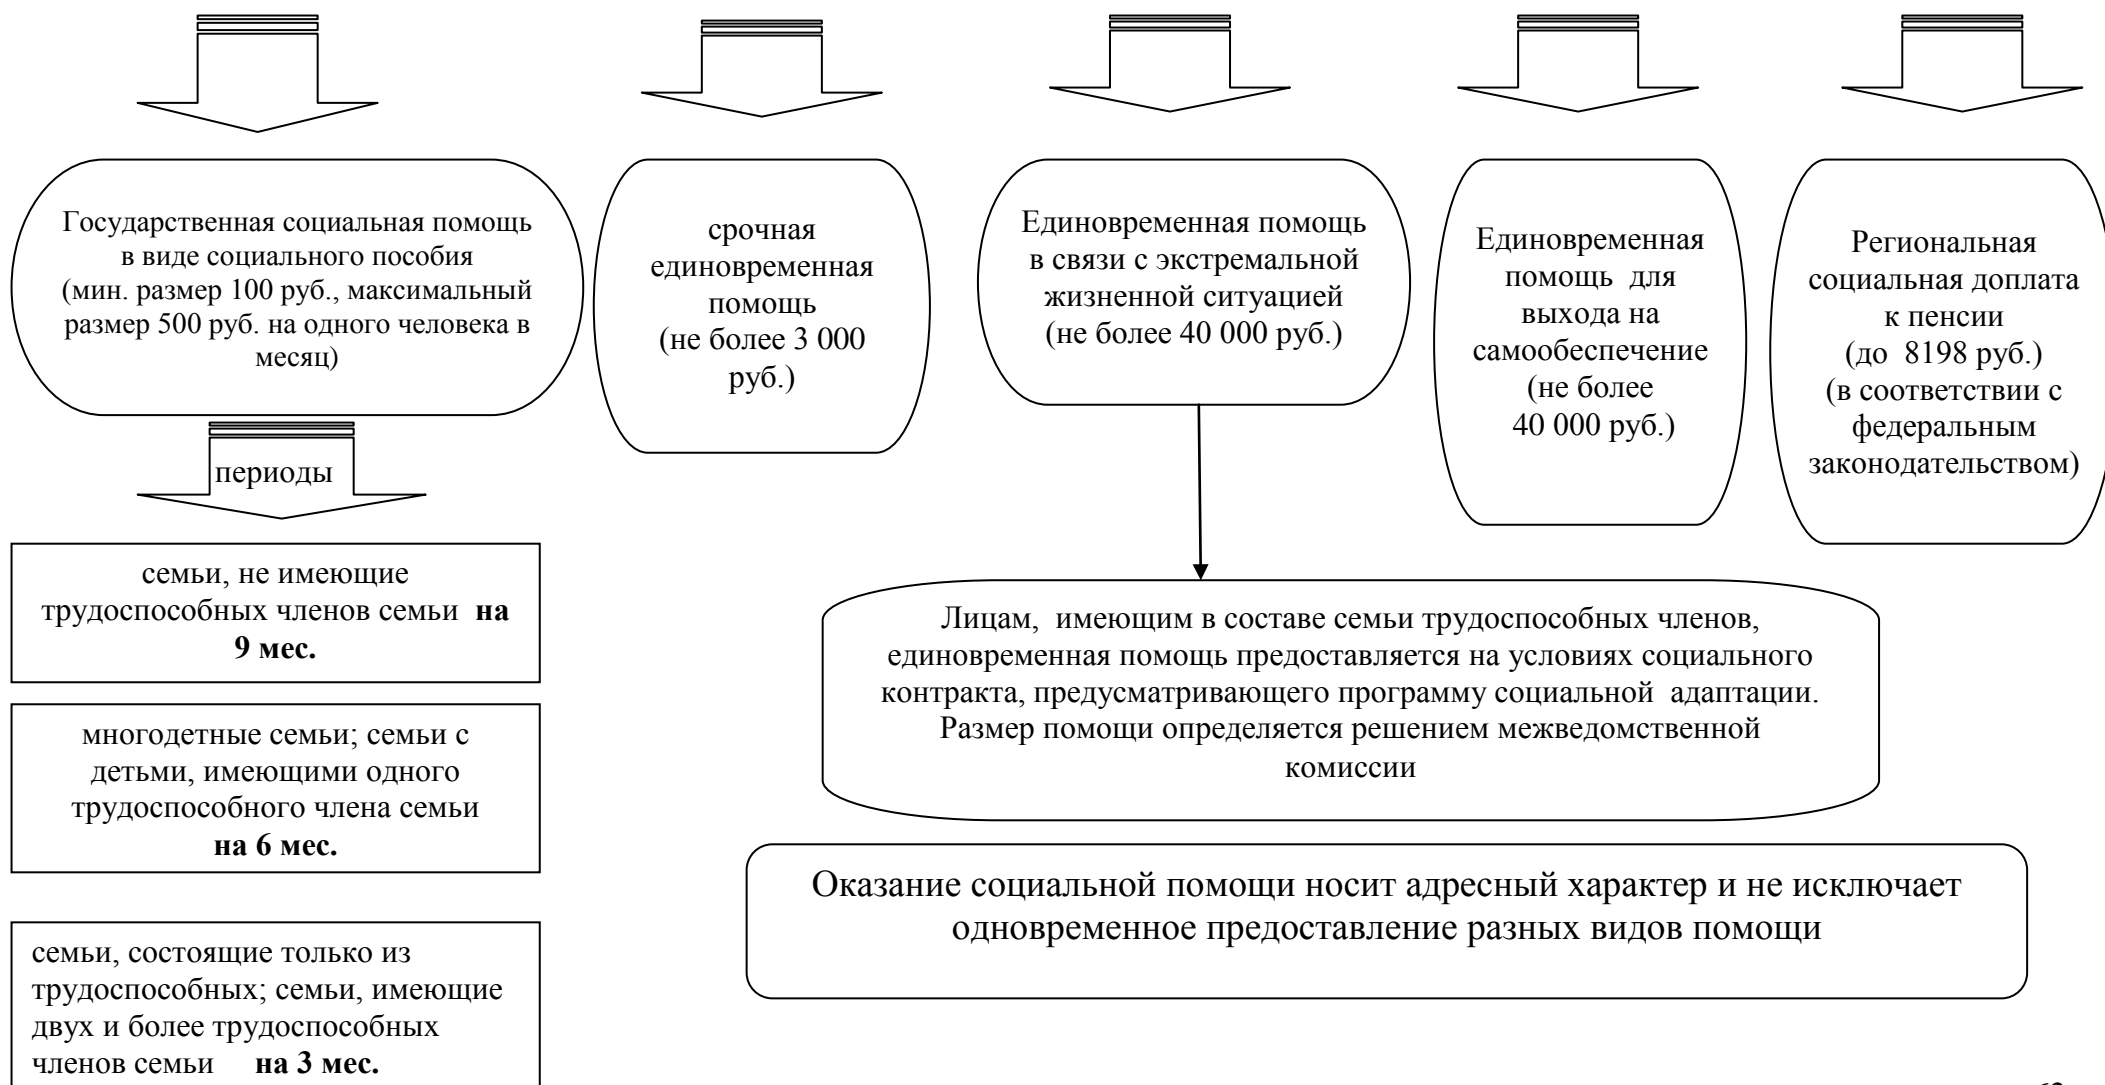 Государственная социальная помощь
в виде социального пособия
(мин. размер 100 руб., максимальный
размер 500 руб. на одного человека в
месяц)
срочная
единовременная
помощь
(не более 3 000
руб.)
Единовременная помощь
в связи с экстремальной
жизненной ситуацией
(не более 40 000 руб.)
Единовременная
помощь для
выхода на
самообеспечение
(не более
40 000 руб.)
Региональная
социальная доплата
к пенсии
(до 8198 руб.)
(в соответствии с
федеральным
законодательством)
периоды
семьи, не имеющие
трудоспособных членов семьи на
9 мес.
многодетные семьи; семьи с
детьми, имеющими одного
трудоспособного члена семьи
на 6 мес.
семьи, состоящие только из
трудоспособных; семьи, имеющие
двух и более трудоспособных
членов семьи на 3 мес.
Лицам, имеющим в составе семьи трудоспособных членов,
единовременная помощь предоставляется на условиях социального
контракта, предусматривающего программу социальной адаптации.
Размер помощи определяется решением межведомственной
комиссии
Оказание социальной помощи носит адресный характер и не исключает
одновременное предоставление разных видов помощи